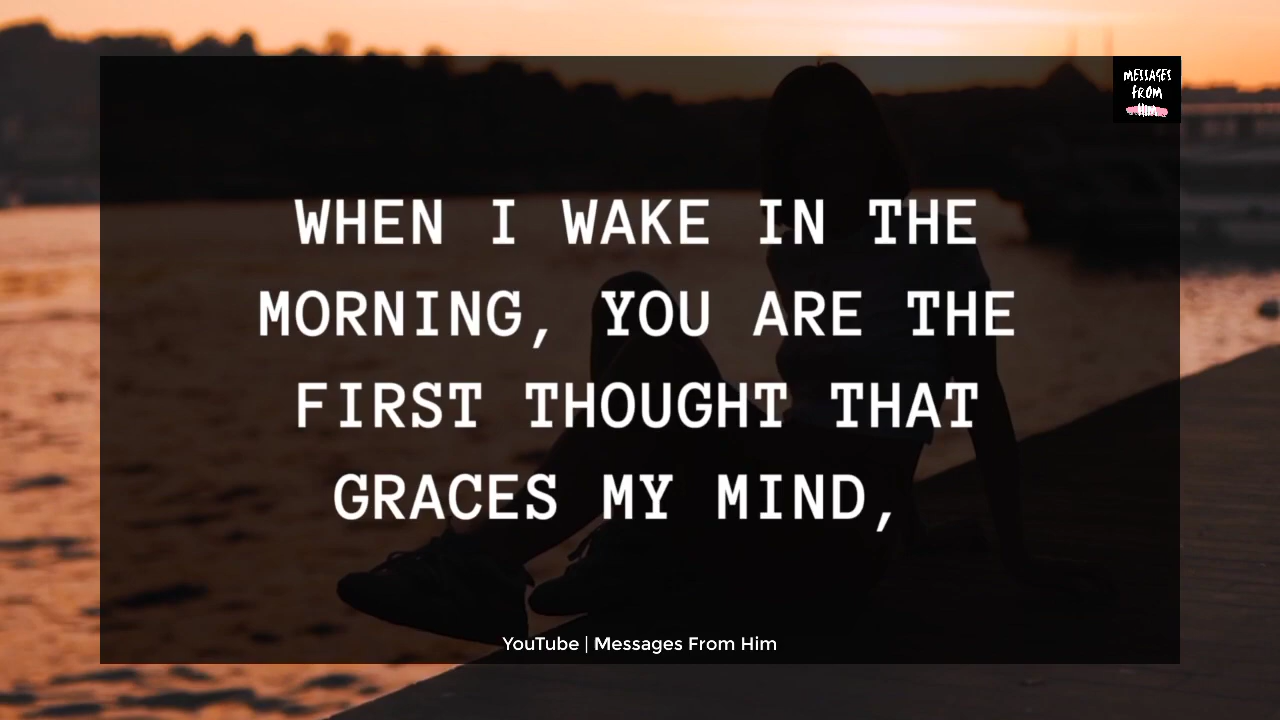 MESSAGES
FROM
HIM
WHEN I WAKE IN THE
MORNING, YOU ARE THE
FIRST THOUGHT THAT
GRACES MY MIND,
YouTube | Messages From Him